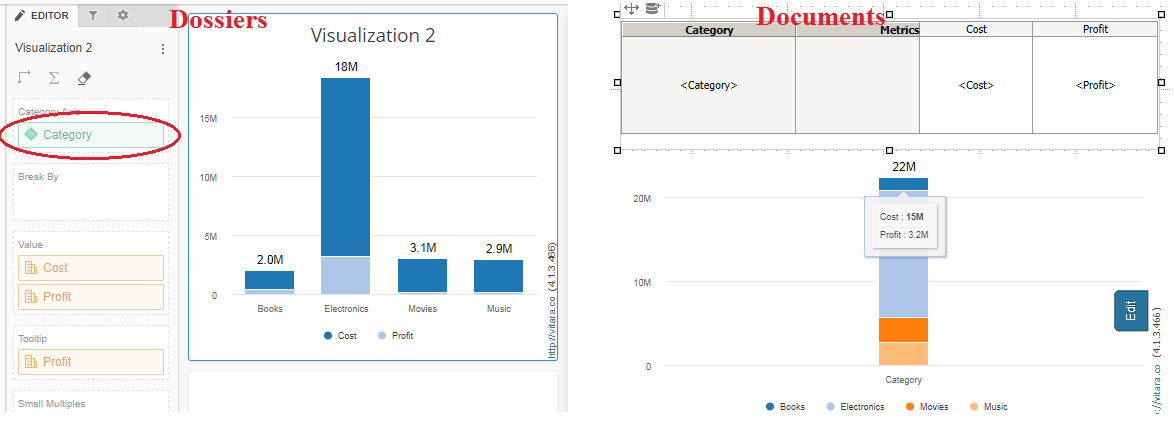 EDITOR
Dossiers
Visualization 2
Category Axis
Category
Break By
Value
Cost
Profit
Tooltip
Profit
Small Multiples
Visualization 2
18M
15M
10M
5M
0
2.0M
3.1M
2.9M
Books
Electronics
Movies
Music
Cost
Profit
http://vitara.co (4.1.3.466)
Documents
Category
Metrics
Cost
Profit
<Category>
<Cost>
<Profit>
22M
20M
10M
0
Cost : 15M
Profit : 3.2M
Edit
Category
Books
Electronics
Movies
Music
://vitara.co (4.1.3.466)